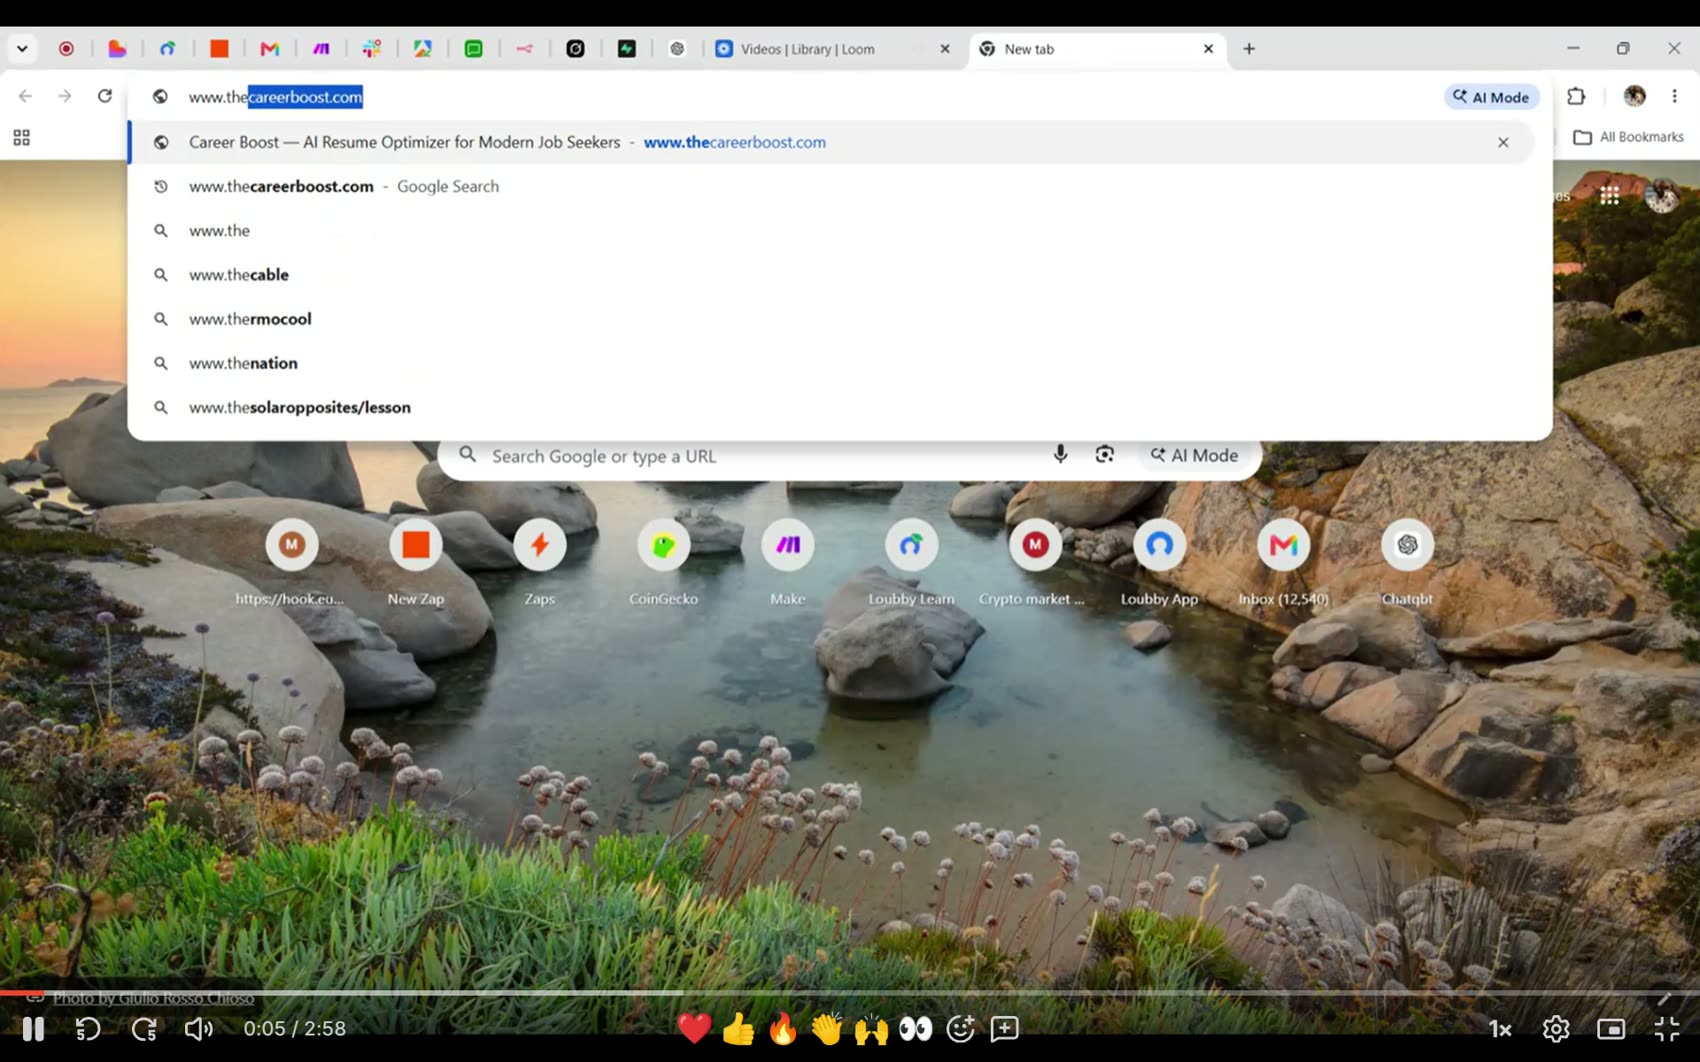 Videos | Library | Loom
New tab
www.thecareerboost.com
AI Mode
Career Boost — AI Resume Optimizer for Modern Job Seekers - www.thecareerboost.com
All Bookmarks
www.thecareerboost.com - Google Search
www.the
www.thecable
www.thermocool
www.thenation
www.thesolaropposites/lesson
Search Google or type a URL
AI Mode
M
M
https://hook.eu...
New Zap
Zaps
CoinGecko
Make
Loubby Learn
Crypto market ...
Loubby App
Inbox (12,540)
Chatgbt
Photo by Giulio Rosso Chioso
5
5
0:05 / 2:58
1x